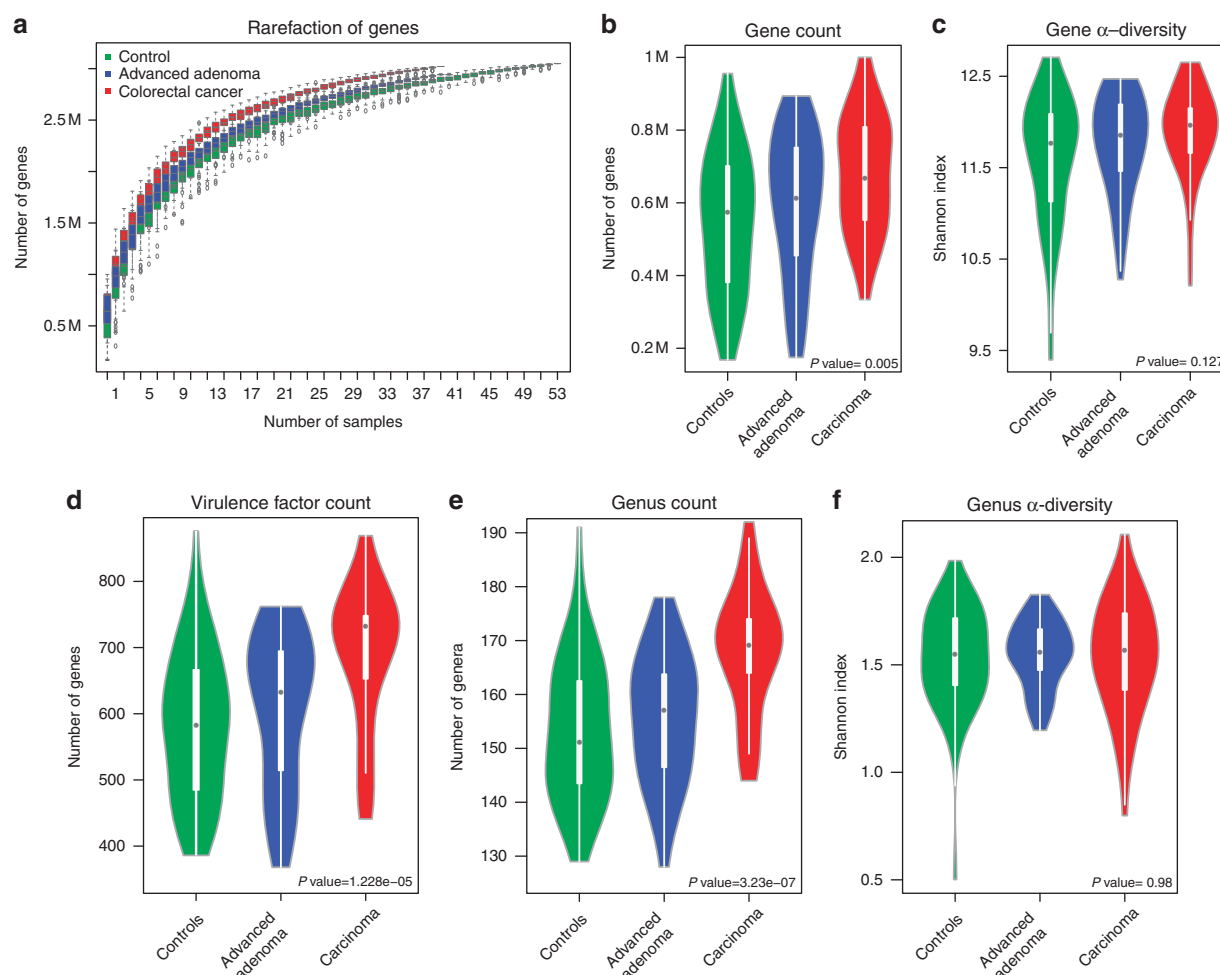 a
Rarefaction of genes
Control
Advanced adenoma
Colorectal cancer
2.5 M
1.5 M
0.5 M
Number of genes
1 5 9 13 17 21 25 29 33 37 41 45 49 53
Number of samples
b
Gene count
1 M
0.8 M
0.6 M
0.4 M
0.2 M
Number of genes
P value= 0.005
Controls
Advanced
adenoma
Carcinoma
c
Gene α–diversity
12.5
11.5
10.5
9.5
Shannon index
P value= 0.127
Controls
Advanced
adenoma
Carcinoma
d
Virulence factor count
800
700
600
500
400
Number of genes
P value=1.228e−05
Controls
Advanced
adenoma
Carcinoma
e
Genus count
190
180
170
160
150
140
130
Number of genera
P value=3.23e−07
Controls
Advanced
adenoma
Carcinoma
f
Genus α-diversity
2.0
1.5
1.0
0.5
Shannon index
P value= 0.98
Controls
Advanced
adenoma
Carcinoma